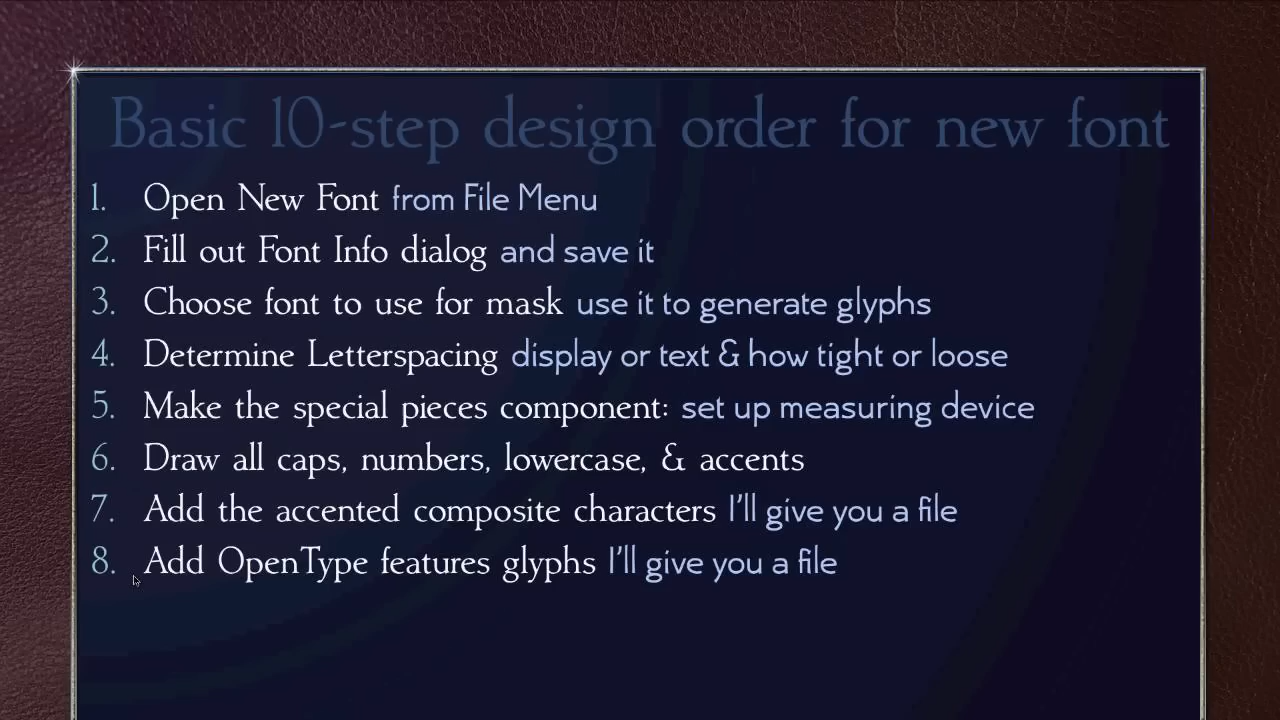 Basic 10-step design order for new font
1. Open New Font from File Menu
2. Fill out Font Info dialog and save it
3. Choose font to use for mask use it to generate glyphs
4. Determine Letterspacing display or text & how tight or loose
5. Make the special pieces component: set up measuring device
6. Draw all caps, numbers, lowercase, & accents
7. Add the accented composite characters I'll give you a file
8. Add OpenType features glyphs I'll give you a file